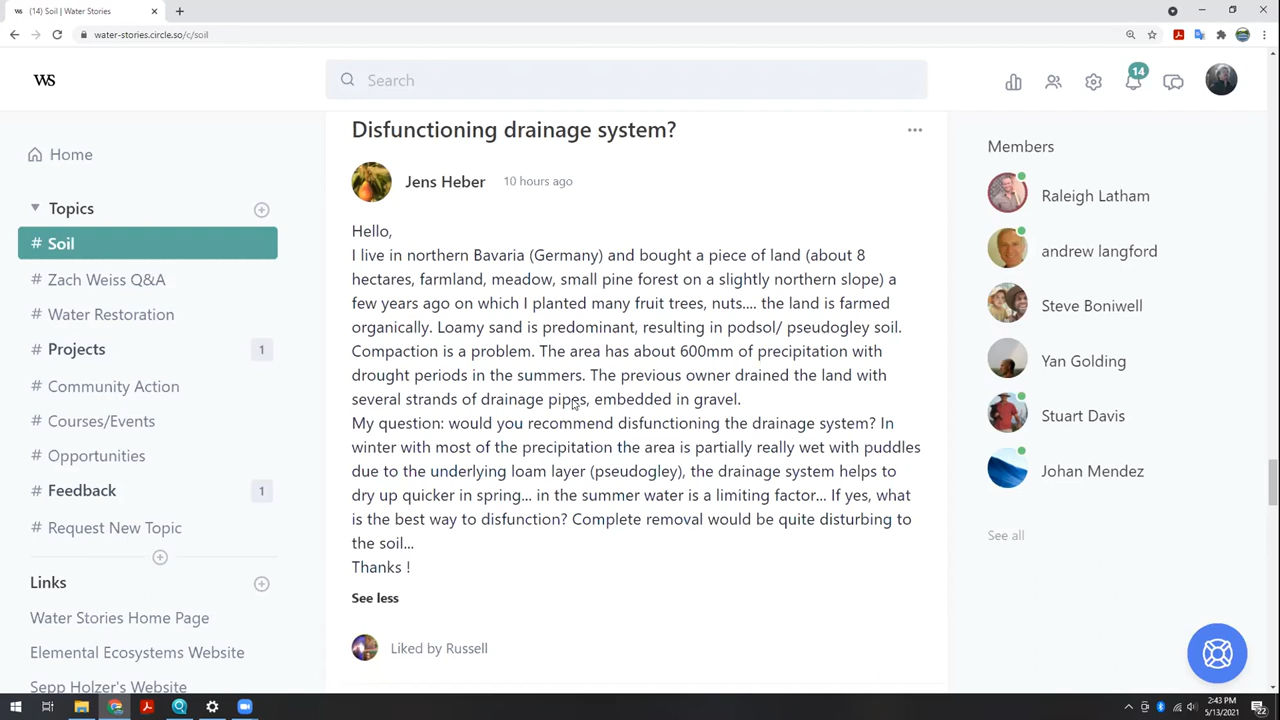 (14) Soil | Water Stories
water-stories.circle.so/c/soil
WS
Search
14
Home
Topics
# Soil
# Zach Weiss Q&A
# Water Restoration
# Projects 1
# Community Action
# Courses/Events
# Opportunities
# Feedback 1
# Request New Topic
Links
Water Stories Home Page
Elemental Ecosystems Website
Sepp Holzer's Website
Disfunctioning drainage system?
Jens Heber 10 hours ago
Hello,
I live in northern Bavaria (Germany) and bought a piece of land (about 8
hectares, farmland, meadow, small pine forest on a slightly northern slope) a
few years ago on which I planted many fruit trees, nuts.... the land is farmed
organically. Loamy sand is predominant, resulting in podsol/ pseudogley soil.
Compaction is a problem. The area has about 600mm of precipitation with
drought periods in the summers. The previous owner drained the land with
several strands of drainage pipes, embedded in gravel.
My question: would you recommend disfunctioning the drainage system? In
winter with most of the precipitation the area is partially really wet with puddles
due to the underlying loam layer (pseudogley), the drainage system helps to
dry up quicker in spring... in the summer water is a limiting factor... If yes, what
is the best way to disfunction? Complete removal would be quite disturbing to
the soil...
Thanks !
See less
Liked by Russell
Members
Raleigh Latham
andrew langford
Steve Boniwell
Yan Golding
Stuart Davis
Johan Mendez
See all
2:43 PM
5/13/2021
22